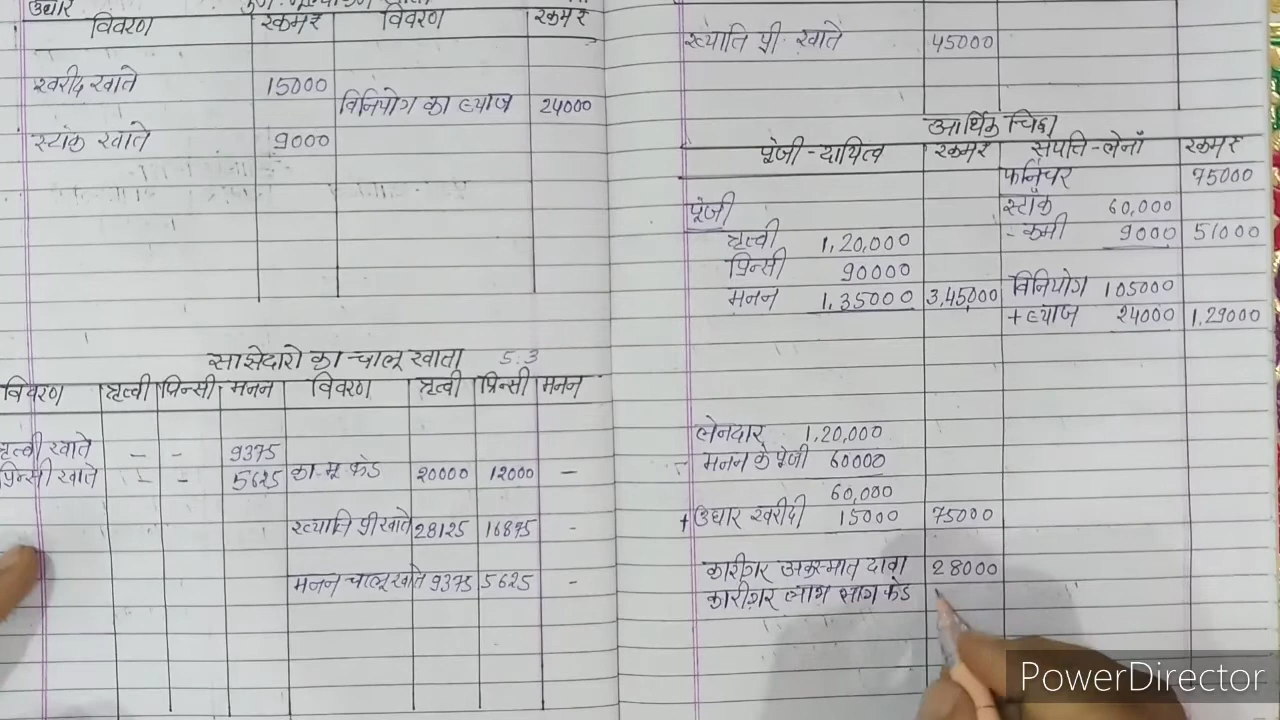 उधार
विवरण रकम ₹ विवरण रकम ₹
खरीद खाते 15000
विनियोग का ब्याज 24000
स्टॉक खाते 9000
साझेदारो का चालू खाता 5:3
विवरण प्रिन्सी मनन विवरण प्रिन्सी मनन
खाते - - 9375
प्रिन्सी खाते - - 5625 का-मू फंड 20000 12000 -
ख्याति प्री खाते 28125 16875 -
मनन चालू खाते 9375 5625 -
ख्याति प्री. खाते 45000
आर्थिक चिट्ठा
पूंजी-दायित्व रकम ₹ संपति-लेनाँ रकम ₹
फर्निचर 75000
पूंजी
स्टॉक 60,000
1,20,000
- कमी 9000 51000
प्रिन्सी 90000
मनन 1,35000 3,45000
विनियोग 105000
+ ब्याज 24000 1,29000
लेनदार 1,20,000
मनन के पूंजी 60000
60,000
+ उधार खरीदी 15000 75000
कारीगर अकस्मात दावा 28000
कारीगर लाभ भाग फंड
PowerDirector